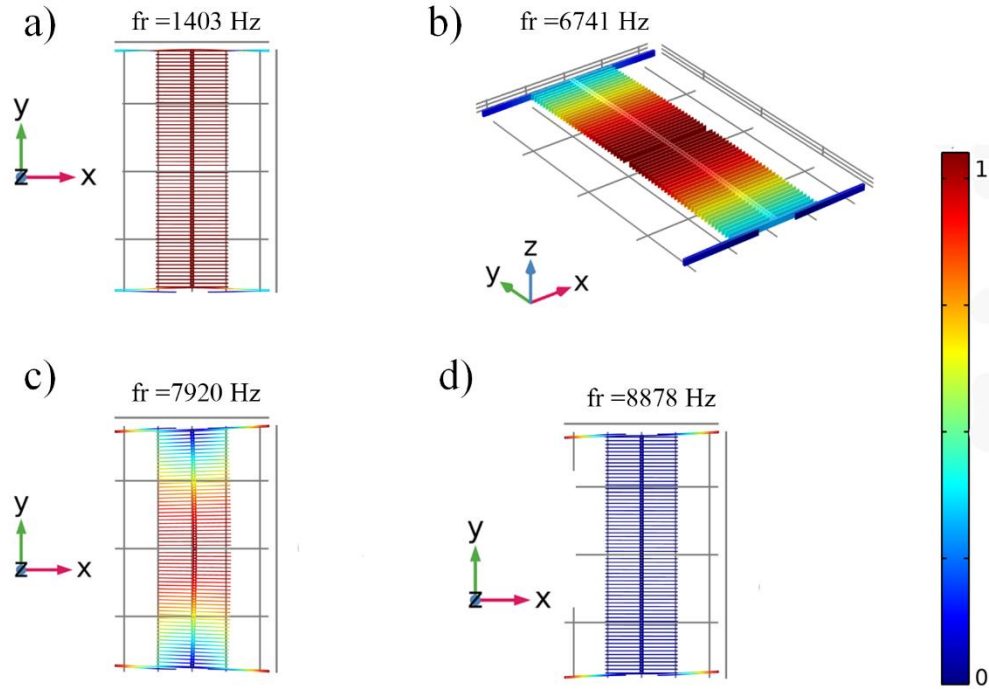 a)
fr =1403 Hz
y
z
x
b)
fr =6741 Hz
z
y
x
1
0
c)
fr =7920 Hz
y
z
x
d)
fr =8878 Hz
y
z
x